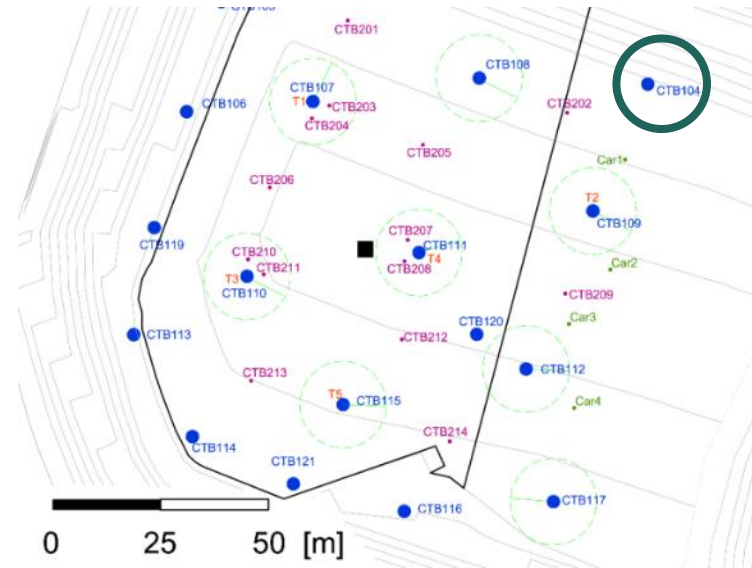 CTB201
CTB108
CTB107
CTB104
T1
CTB203
CTB106
CTB202
CTB204
CTB205
Car1
CTB206
T2
CTB109
CTB207
CTB119
CTB111
CTB210
T4
CTB208
Car2
CTB211
T3
CTB110
CTB209
CTB120
Car3
CTB113
CTB212
CTB112
CTB213
T5
CTB115
Car4
CTB214
CTB114
CTB121
CTB117
CTB116
0 25 50 [m]